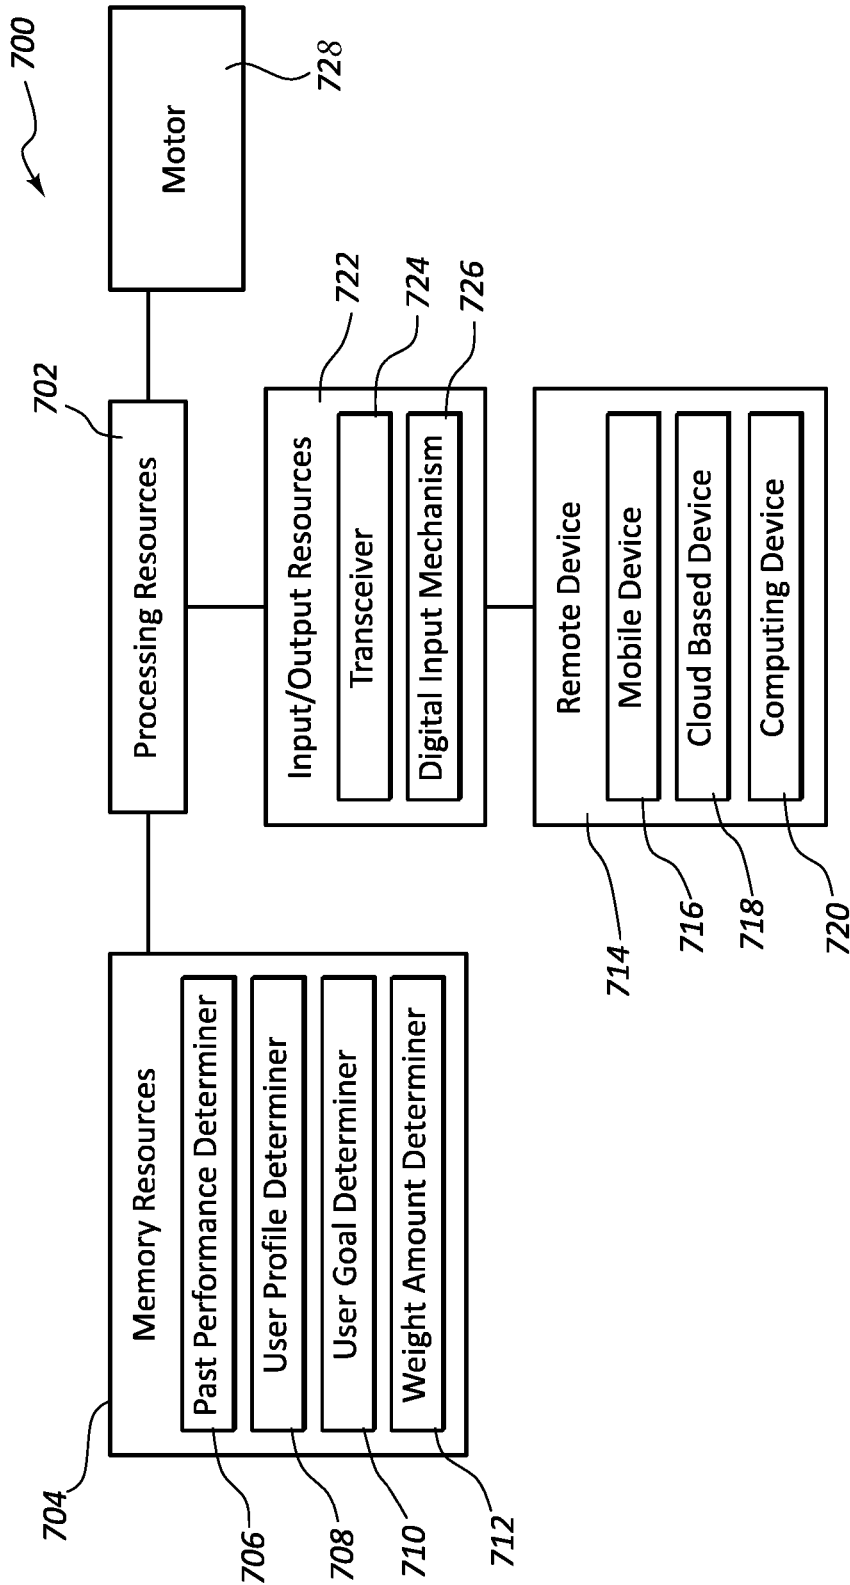 700
704
Memory Resources
Past Performance Determiner
User Profile Determiner
User Goal Determiner
Weight Amount Determiner
706
708
710
712
702
Processing Resources
Motor
728
Input/Output Resources
Transceiver
Digital Input Mechanism
722
724
726
Remote Device
Mobile Device
Cloud Based Device
Computing Device
714
716
718
720